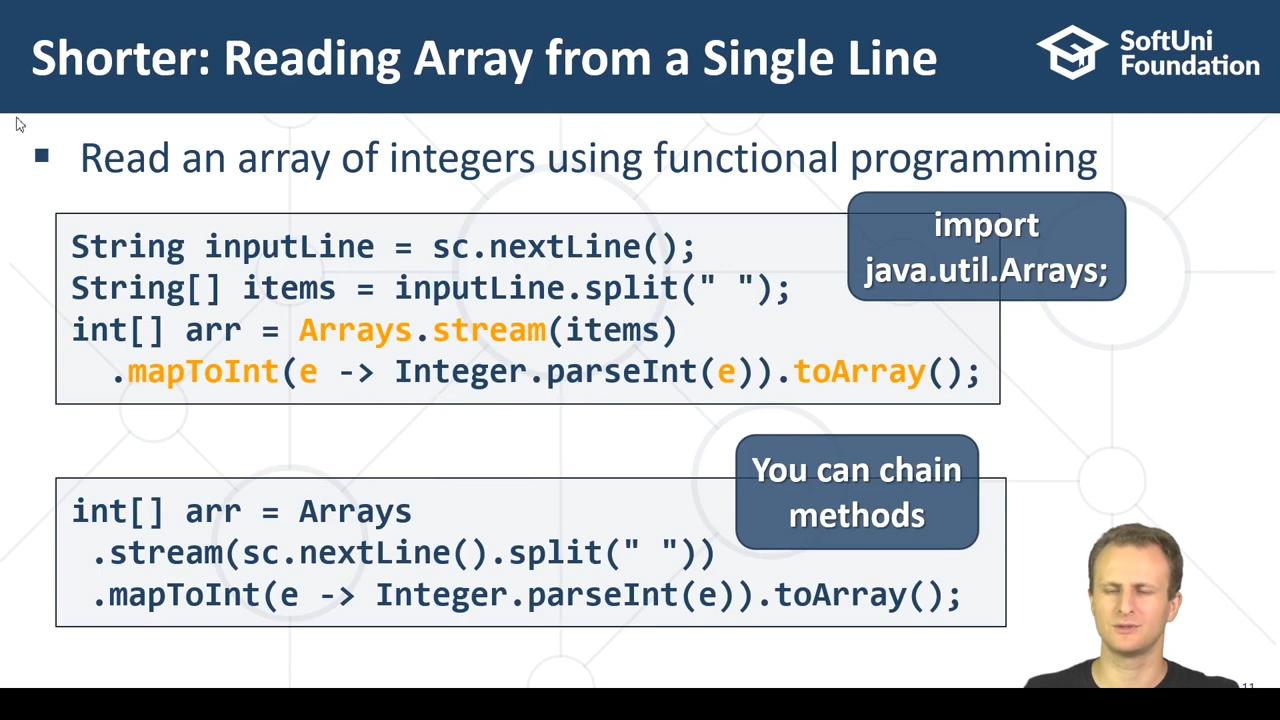 Shorter: Reading Array from a Single Line
SoftUni
Foundation
▪ Read an array of integers using functional programming
import
java.util.Arrays;
String inputLine = sc.nextLine();
String[] items = inputLine.split(" ");
int[] arr = Arrays.stream(items)
.mapToInt(e -> Integer.parseInt(e)).toArray();
You can chain
methods
int[] arr = Arrays
.stream(sc.nextLine().split(" "))
.mapToInt(e -> Integer.parseInt(e)).toArray();
11